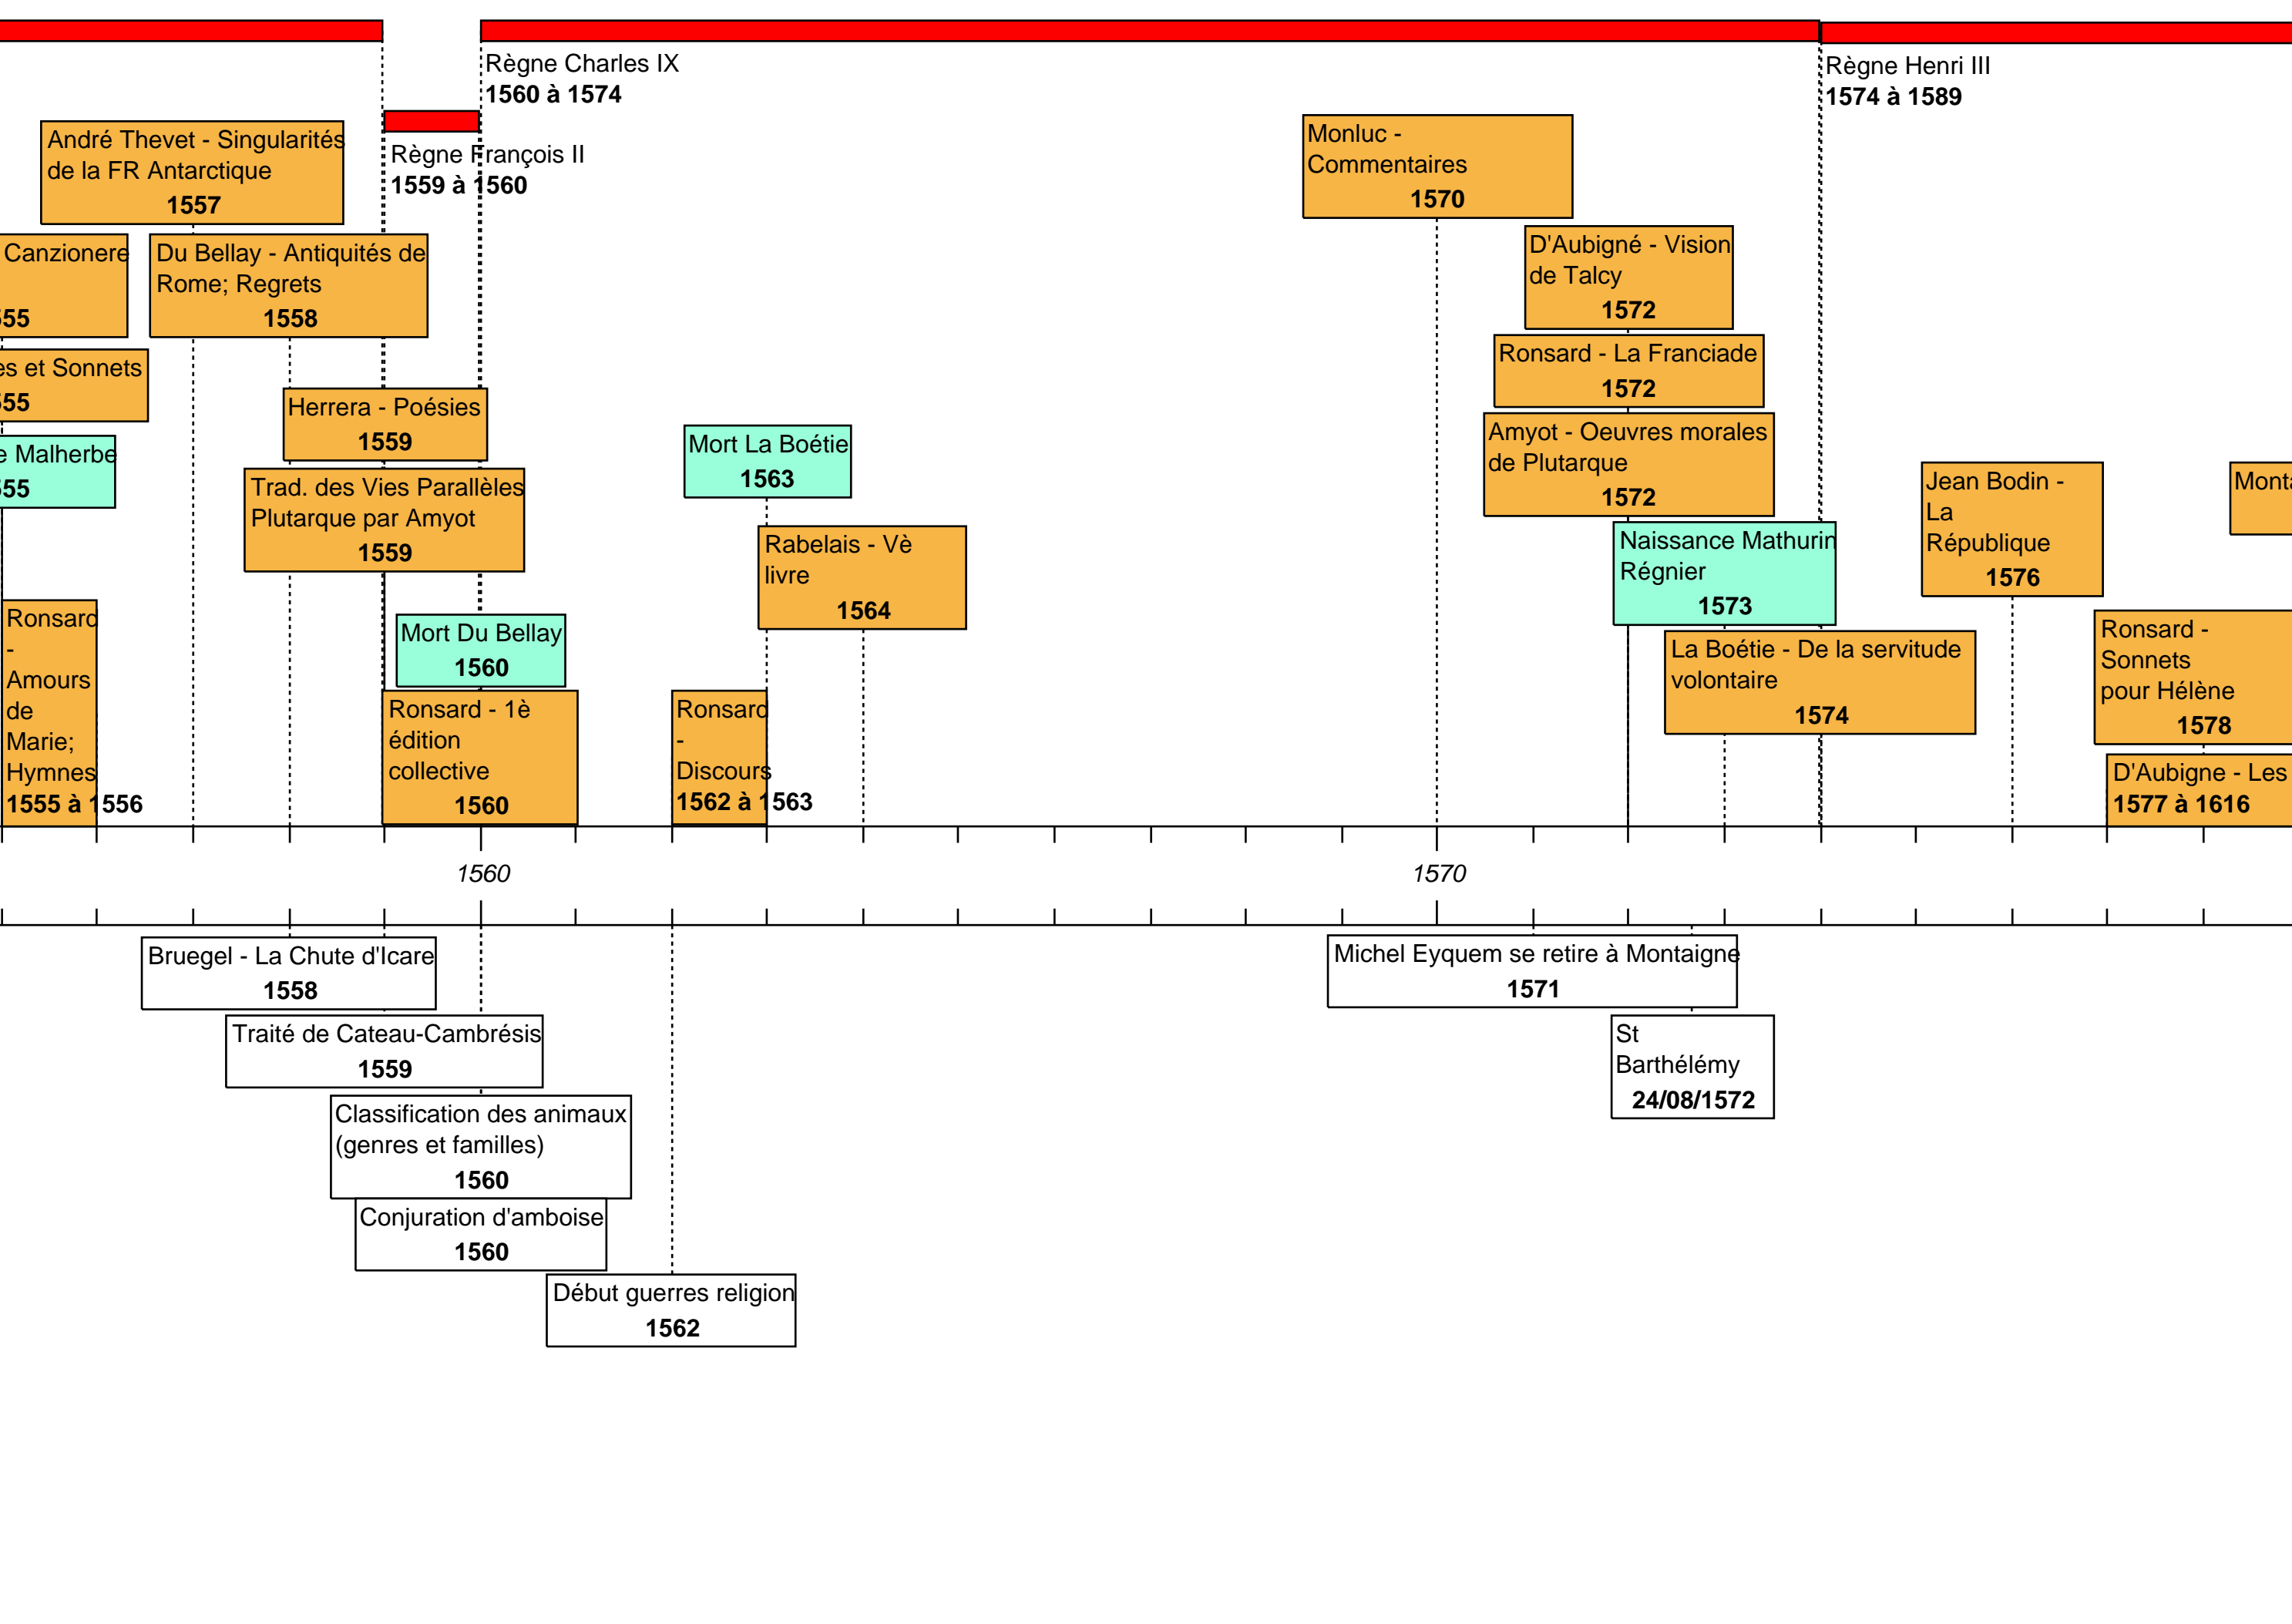 Règne Charles IX
1560 à 1574
Règne Henri III
1574 à 1589
Règne François II
1559 à 1560
André Thevet - Singularités
de la FR Antarctique
1557
Monluc -
Commentaires
1570
Canzionere
55
Du Bellay - Antiquités de
Rome; Regrets
1558
D'Aubigné - Vision
de Talcy
1572
es et Sonnets
55
Ronsard - La Franciade
1572
Herrera - Poésies
1559
Amyot - Oeuvres morales
de Plutarque
1572
e Malherbe
55
Mort La Boétie
1563
Trad. des Vies Parallèles
Plutarque par Amyot
1559
Jean Bodin -
La
République
1576
Rabelais - Vè
livre
1564
Naissance Mathurin
Régnier
1573
Ronsard
-
Amours
de
Marie;
Hymnes
1555 à 1556
Mort Du Bellay
1560
La Boétie - De la servitude
volontaire
1574
Ronsard -
Sonnets
pour Hélène
1578
Ronsard - 1è
édition
collective
1560
Ronsard
-
Discours
1562 à 1563
D'Aubigne - Les
1577 à 1616
1560
1570
Bruegel - La Chute d'Icare
1558
Michel Eyquem se retire à Montaigne
1571
Traité de Cateau-Cambrésis
1559
St
Barthélémy
24/08/1572
Classification des animaux
(genres et familles)
1560
Conjuration d'amboise
1560
Début guerres religion
1562